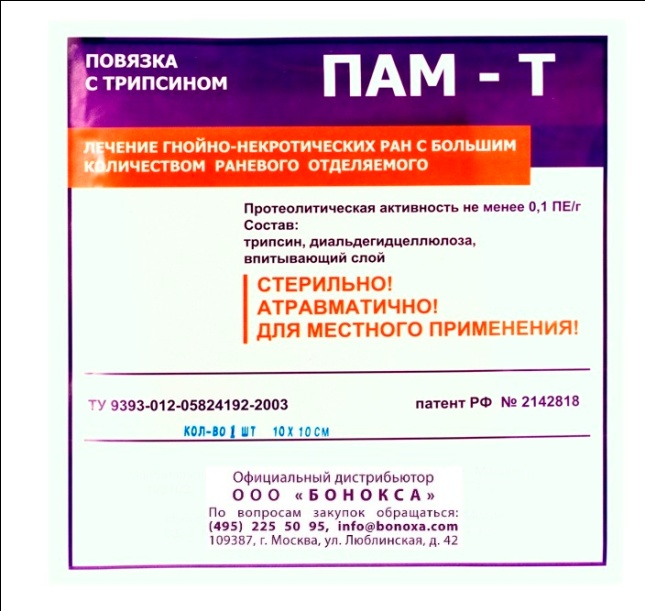 ПОВЯЗКА
С ТРИПСИНОМ
ПАМ - Т
ЛЕЧЕНИЕ ГНОЙНО-НЕКРОТИЧЕСКИХ РАН С БОЛЬШИМ
КОЛИЧЕСТВОМ РАНЕВОГО ОТДЕЛЯЕМОГО
Протеолитическая активность не менее 0,1 ПЕ/г
Состав:
трипсин, диальдегидцеллюлоза,
впитывающий слой
СТЕРИЛЬНО!
АТРАВМАТИЧНО!
ДЛЯ МЕСТНОГО ПРИМЕНЕНИЯ!
ТУ 9393-012-05824192-2003 патент РФ № 2142818
КОЛ-ВО 1 ШТ 10 X 10 СМ
Официальный дистрибьютор
ООО «БОНОКСА»
По вопросам закупок обращаться:
(495) 225 50 95, info@bonoxa.com
109387, г. Москва, ул. Люблинская, д. 42